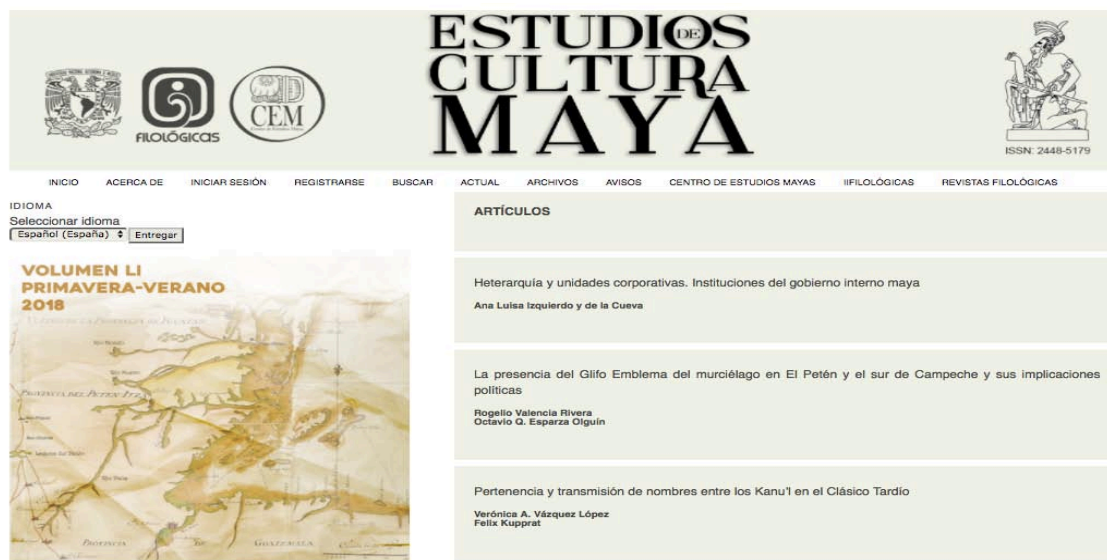 ESTUDIOS
DE
CULTURA
MAYA
FILOLÓGICAS
CEM
ISSN: 2448-5179
INICIO ACERCA DE INICIAR SESIÓN REGISTRARSE BUSCAR ACTUAL ARCHIVOS AVISOS CENTRO DE ESTUDIOS MAYAS IIFILOLÓGICAS REVISTAS FILOLÓGICAS
IDIOMA
Seleccionar idioma
Español (España) Entregar
VOLUMEN LI
PRIMAVERA-VERANO
2018
ARTÍCULOS
Heterarquía y unidades corporativas. Instituciones del gobierno interno maya
Ana Luisa Izquierdo y de la Cueva
La presencia del Glifo Emblema del murciélago en El Petén y el sur de Campeche y sus implicaciones
políticas
Rogelio Valencia Rivera
Octavio Q. Esparza Olguín
Pertenencia y transmisión de nombres entre los Kanu'l en el Clásico Tardío
Verónica A. Vázquez López
Felix Kupprat